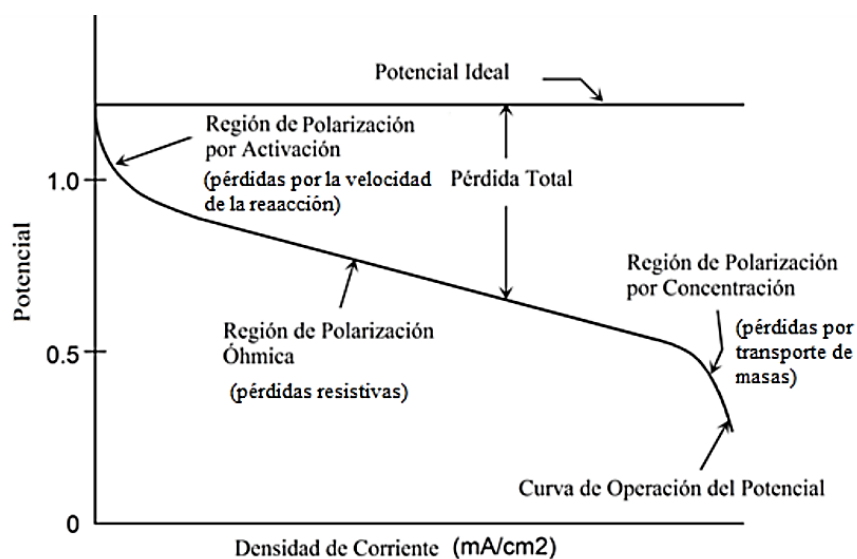 Potencial Ideal
Región de Polarización
por Activación
(pérdidas por la velocidad
de la reaacción)
Pérdida Total
1.0
Potencial
Región de Polarización
por Concentración
(pérdidas por
transporte de
masas)
Región de Polarización
Óhmica
(pérdidas resistivas)
0.5
Curva de Operación del Potencial
0
Densidad de Corriente (mA/cm2)